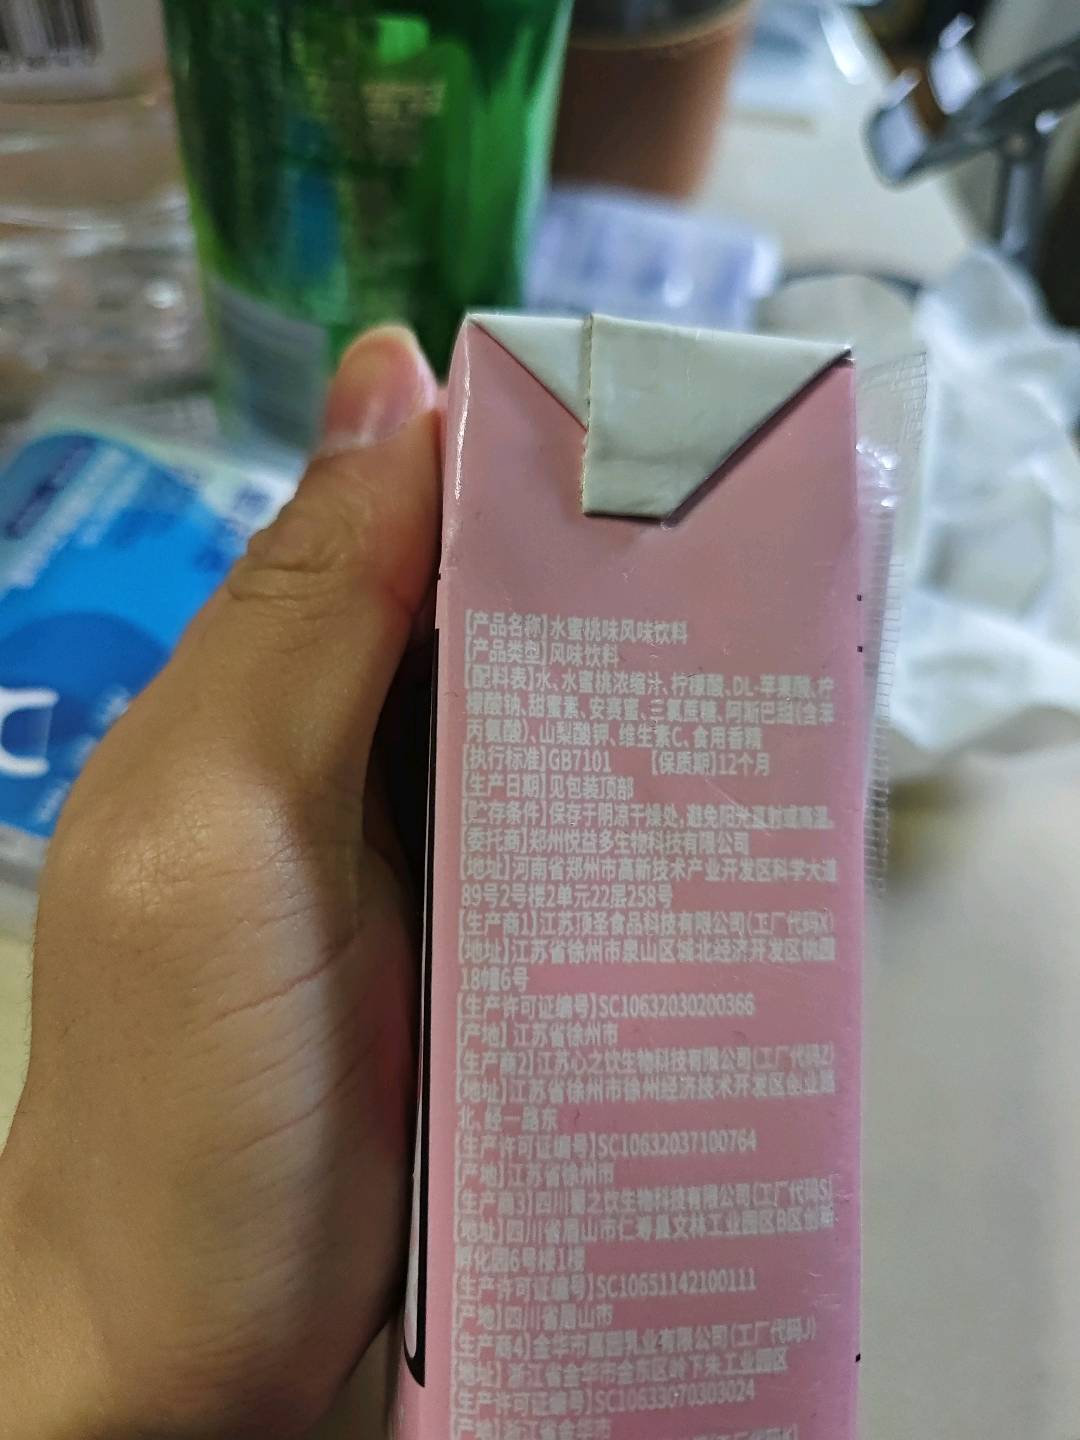 【产品名称】水蜜桃味风味饮料
【产品类型】风味饮料
【配料表】水、水蜜桃浓缩汁、柠檬酸、DL-苹果酸、柠
檬酸钠、甜蜜素、安赛蜜、三氯蔗糖、阿斯巴甜(含苯
丙氨酸)、山梨酸钾、维生素C、食用香精
【执行标准】GB7101 【保质期】12个月
【生产日期】见包装顶部
【贮存条件】保存于阴凉干燥处,避免阳光直射或高温。
【委托商】郑州悦益多生物科技有限公司
【地址】河南省郑州市高新技术产业开发区科学大道
89号2号楼2单元22层258号
【生产商1】江苏顶圣食品科技有限公司(工厂代码X)
【地址】江苏省徐州市泉山区城北经济开发区桃园
18幢6号
【生产许可证编号】SC10632030200366
【产地】江苏省徐州市
【生产商2】江苏心之饮生物科技有限公司(工厂代码Z)
【地址】江苏省徐州市徐州经济技术开发区创业路
北、经一路东
【生产许可证编号】SC10632037100764
【产地】江苏省徐州市
【生产商3】四川蜀之饮生物科技有限公司(工厂代码S)
【地址】四川省眉山市仁寿县文林工业园区B区创新
孵化园6号楼1楼
【生产许可证编号】SC10651142100111
【产地】四川省眉山市
【生产商4】金华市嘉园乳业有限公司(工厂代码J)
【地址】浙江省金华市金东区岭下朱工业园区
【生产许可证编号】SC10633070303024
【产地】浙江省金华市